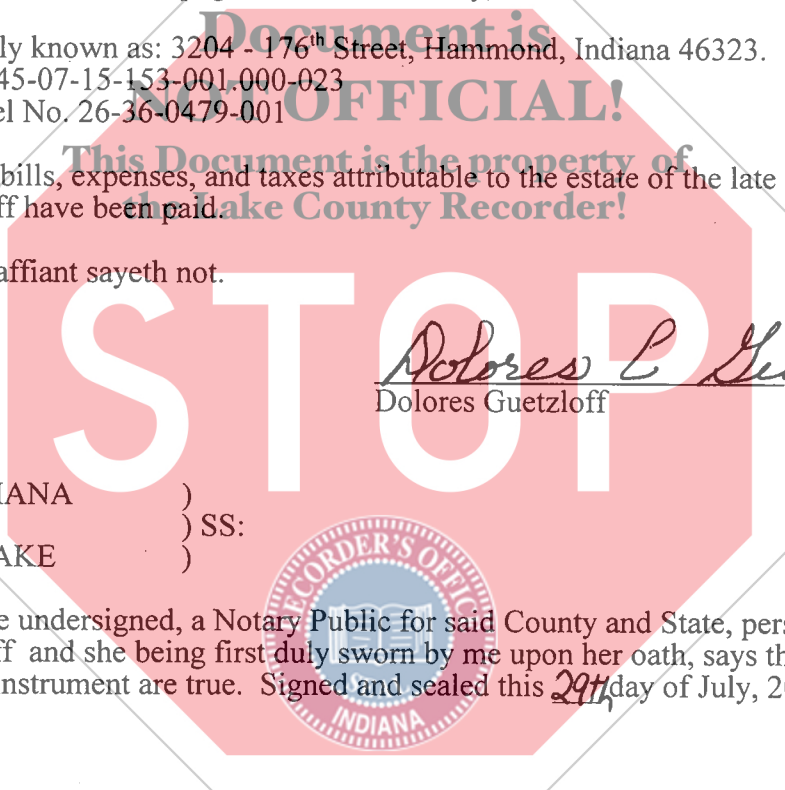 Document is
ly known as: 3204 - 176th Street, Hammond, Indiana 46323.
45-07-15-153-001.000-023
NOT OFFICIAL!
el No. 26-36-0479-001
This Document is the property of
bills, expenses, and taxes attributable to the estate of the late
the Lake County Recorder!
ff have been paid.
affiant sayeth not.
STOP
Dolores C
Dolores Guetzloff
IANA )
) SS:
AKE )
RECORDER'S OFFIC
e undersigned, a Notary Public for said County and State, pers
ff and she being first duly sworn by me upon her oath, says th
instrument are true. Signed and sealed this 29th day of July, 2
INDIANA